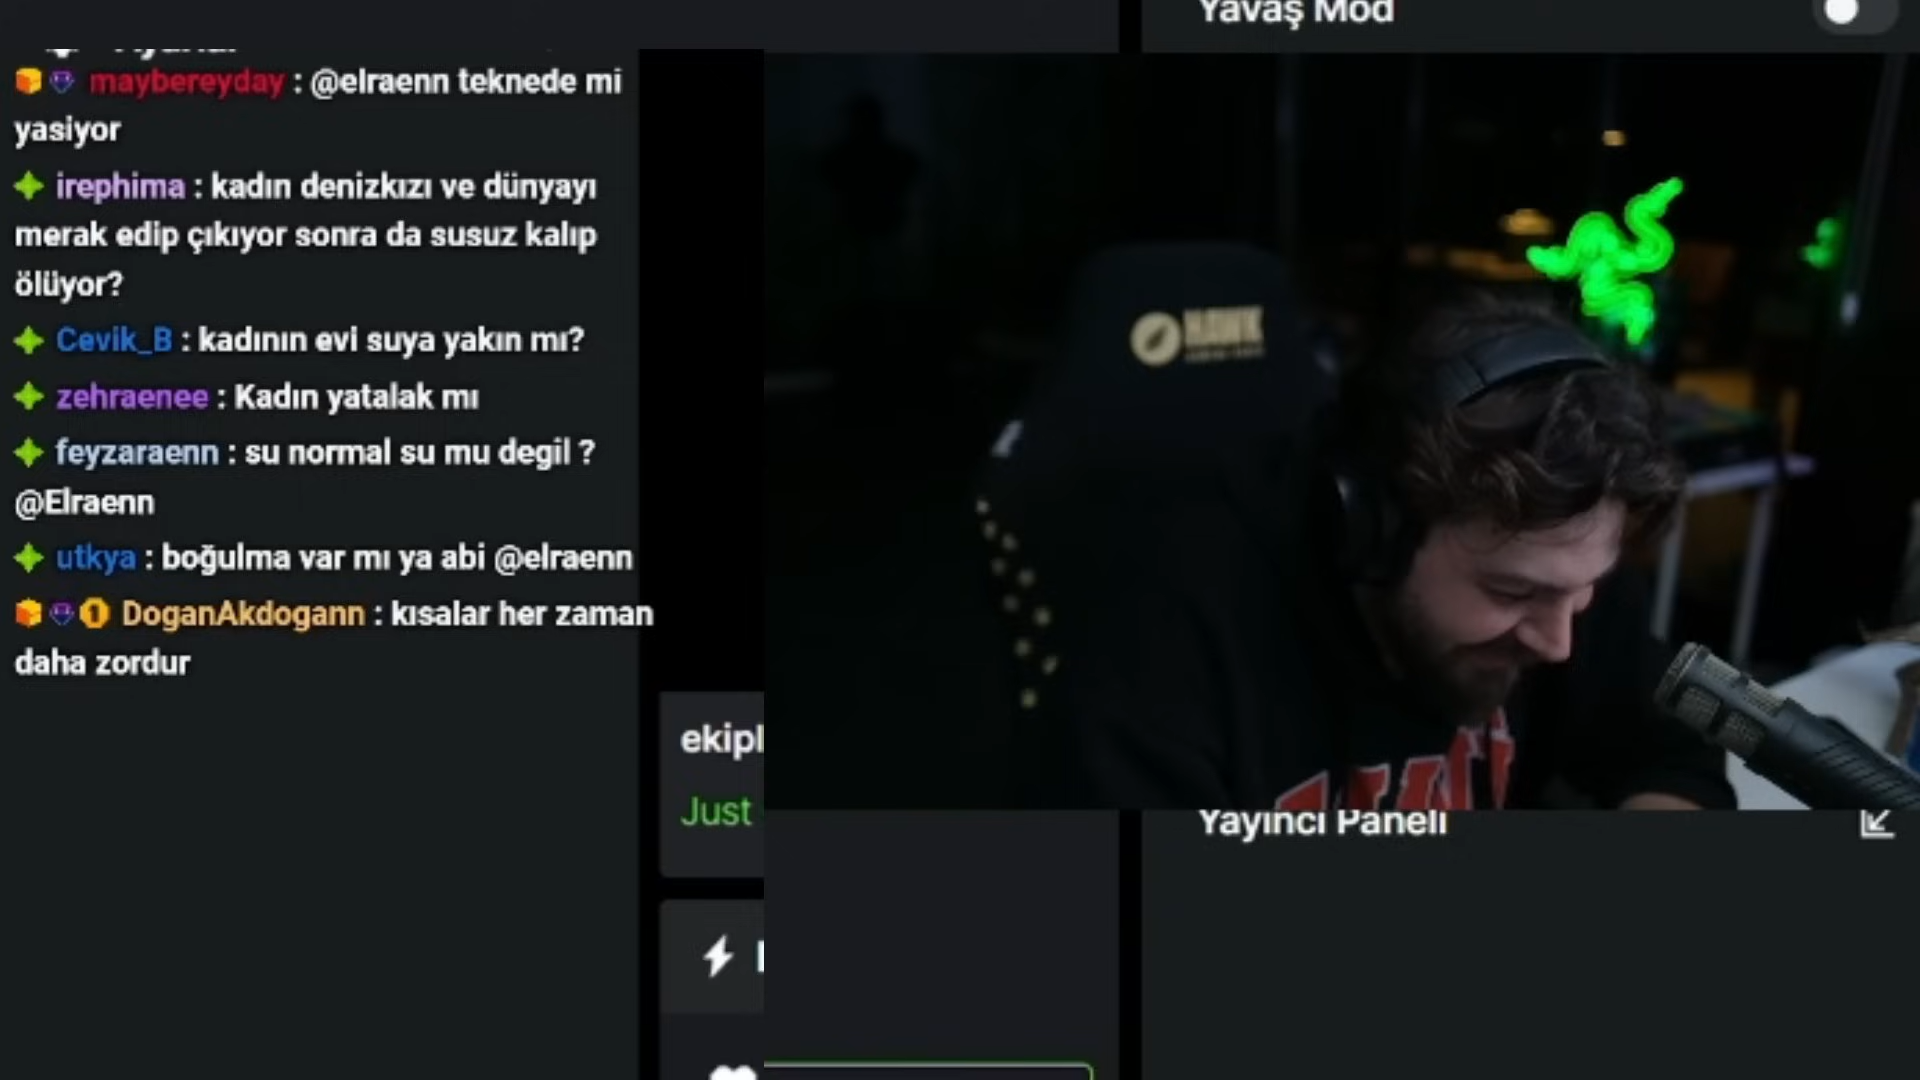 Yavaş Mod
maybereyday : @elraenn teknede mi
yasiyor
irephima : kadın denizkızı ve dünyayı
merak edip çıkıyor sonra da susuz kalıp
ölüyor?
Cevik_B : kadının evi suya yakın mı?
zehraenee : Kadın yatalak mı
feyzaraenn : su normal su mu degil ?
@Elraenn
utkya : boğulma var mı ya abi @elraenn
DoganAkdogann : kısalar her zaman
daha zordur
HAWK
ekipl
Just
Yayıncı Paneli